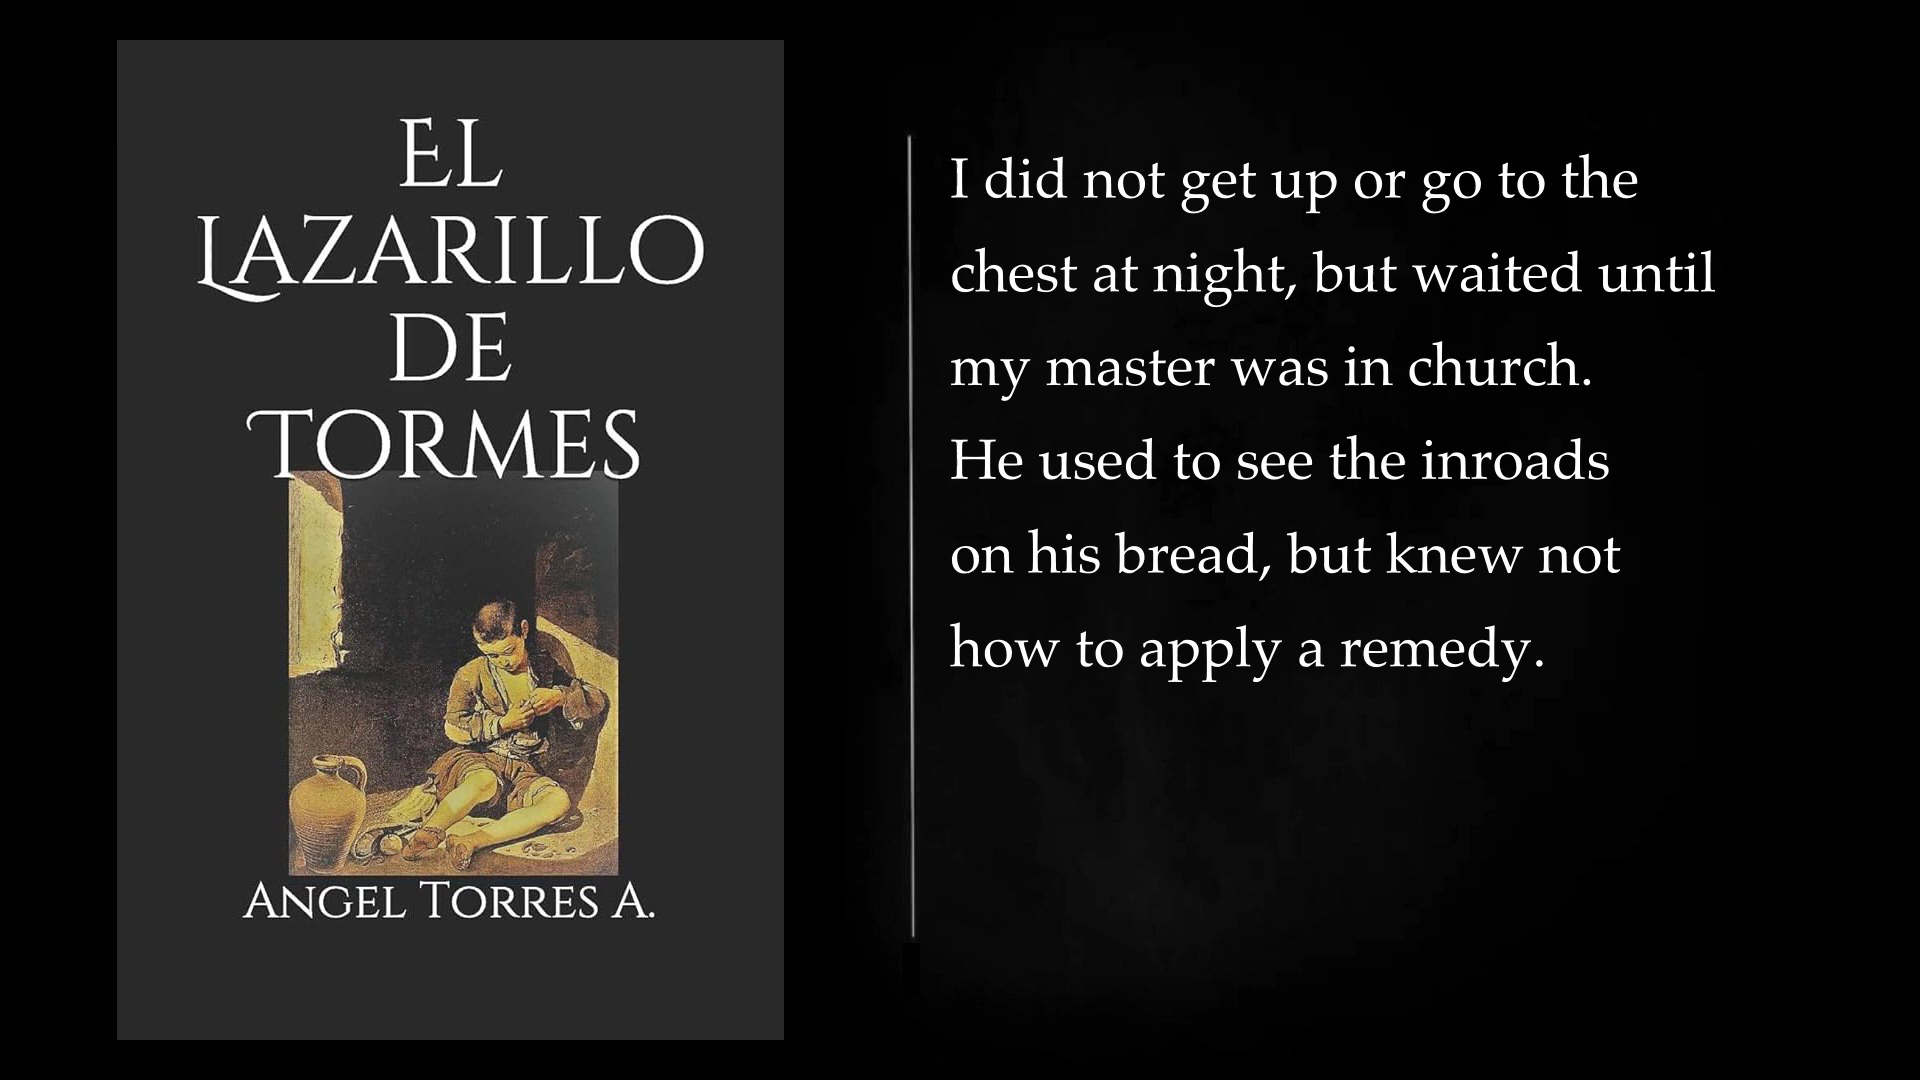 EL
LAZARILLO
DE
TORMES
ANGEL TORRES A.
I did not get up or go to the
chest at night, but waited until
my master was in church.
He used to see the inroads
on his bread, but knew not
how to apply a remedy.